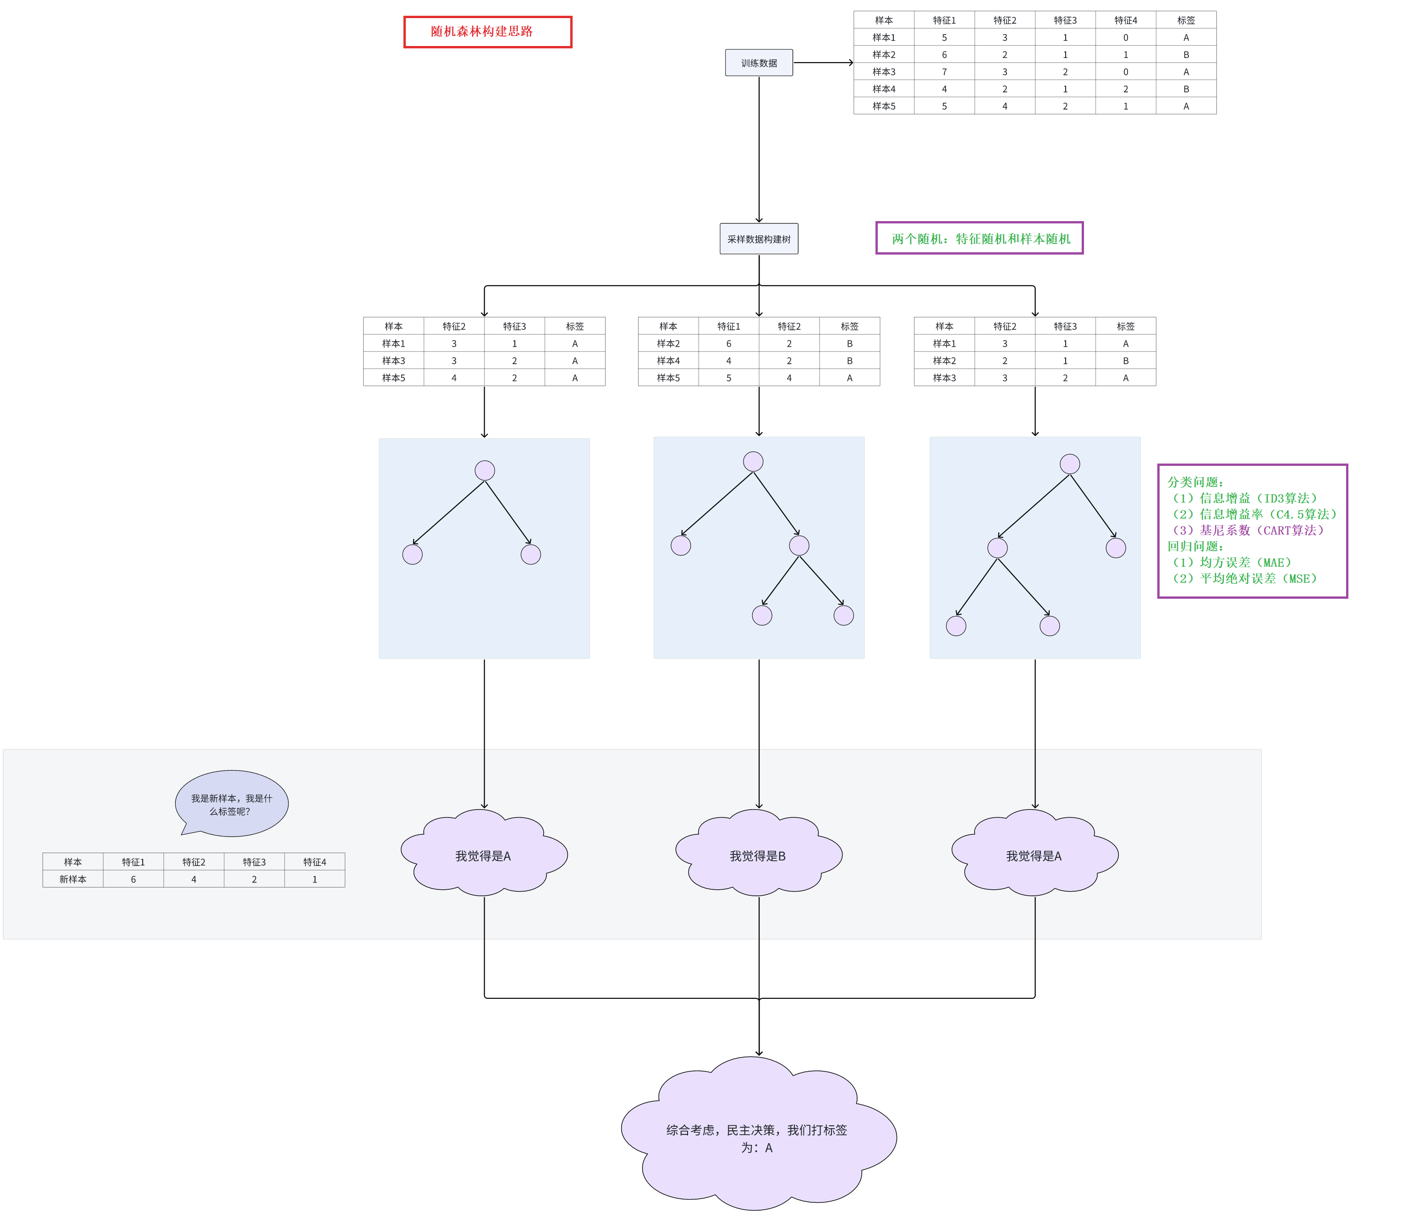 随机森林构建思路
训练数据
样本 特征1 特征2 特征3 特征4 标签
样本1 5 3 1 0 A
样本2 6 2 1 1 B
样本3 7 3 2 0 A
样本4 4 2 1 2 B
样本5 5 4 2 1 A
采样数据构建树
两个随机：特征随机和样本随机
样本 特征2 特征3 标签
样本1 3 1 A
样本3 3 2 A
样本5 4 2 A
样本 特征1 特征2 标签
样本2 6 2 B
样本4 4 2 B
样本5 5 4 A
样本 特征2 特征3 标签
样本1 3 1 A
样本2 2 1 B
样本3 3 2 A
分类问题：
（1）信息增益（ID3算法）
（2）信息增益率（C4.5算法）
（3）基尼系数（CART算法）
回归问题：
（1）均方误差（MAE）
（2）平均绝对误差（MSE）
我是新样本，我是什
么标签呢？
样本 特征1 特征2 特征3 特征4
新样本 6 4 2 1
我觉得是A
我觉得是B
我觉得是A
综合考虑，民主决策，我们打标签
为：A